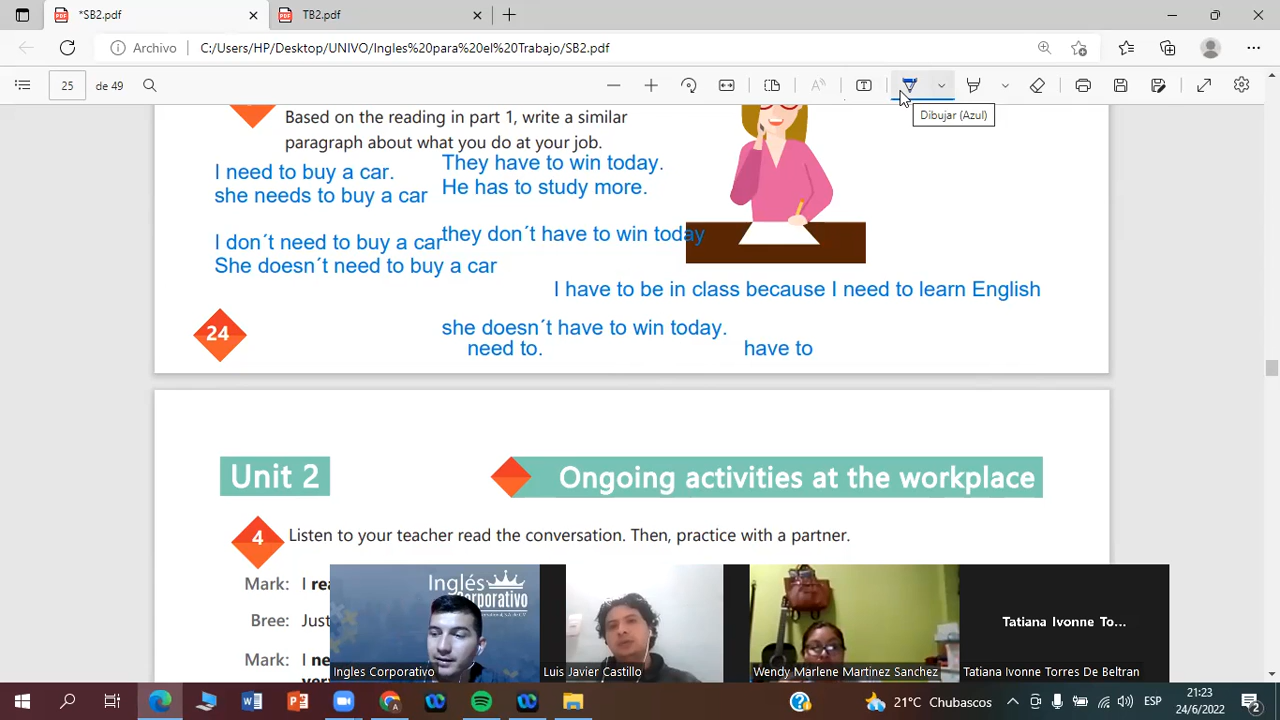 *SB2.pdf
TB2.pdf
Archivo
C:/Users/HP/Desktop/UNIVO/Ingles%20para%20el%20Trabajo/SB2.pdf
25
de 49
Dibujar (Azul)
Based on the reading in part 1, write a similar
paragraph about what you do at your job.
I need to buy a car.
she needs to buy a car
They have to win today.
He has to study more.
I don´t need to buy a car
they don´t have to win today
She doesn´t need to buy a car
I have to be in class because I need to learn English
24
she doesn´t have to win today.
need to.
have to
Unit 2
Ongoing activities at the workplace
4
Listen to your teacher read the conversation. Then, practice with a partner.
Mark: I
Bree: Just
Mark: I
Inglés
Corporativo
Tatiana Ivonne To...
Ingles Corporativo
Luis Javier Castillo
Wendy Marlene Martinez Sanchez
Tatiana Ivonne Torres De Beltran
21°C Chubascos
ESP
21:23
24/6/2022
2